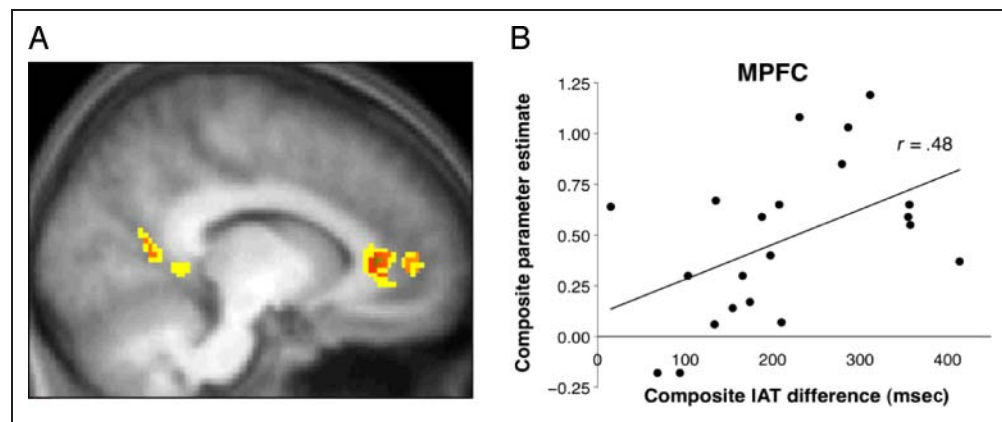 A
B
MPFC
1.25
1.00
0.75
0.50
0.25
0.00
−0.25
Composite parameter estimate
r = .48
0
100
200
300
400
Composite IAT difference (msec)